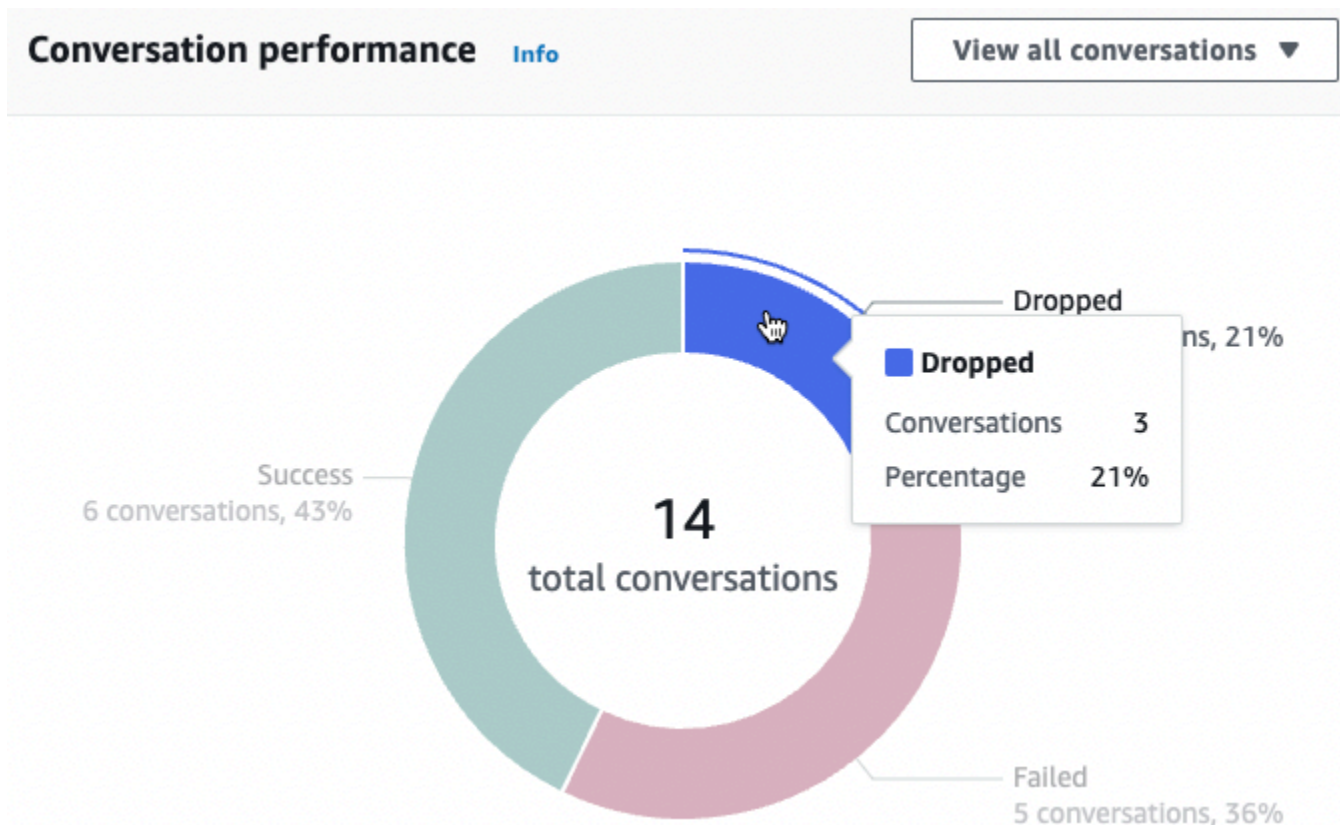 Conversation performance Info
View all conversations
Dropped
ns, 21%
Dropped
Conversations 3
Percentage 21%
Success
6 conversations, 43%
14
total conversations
Failed
5 conversations, 36%